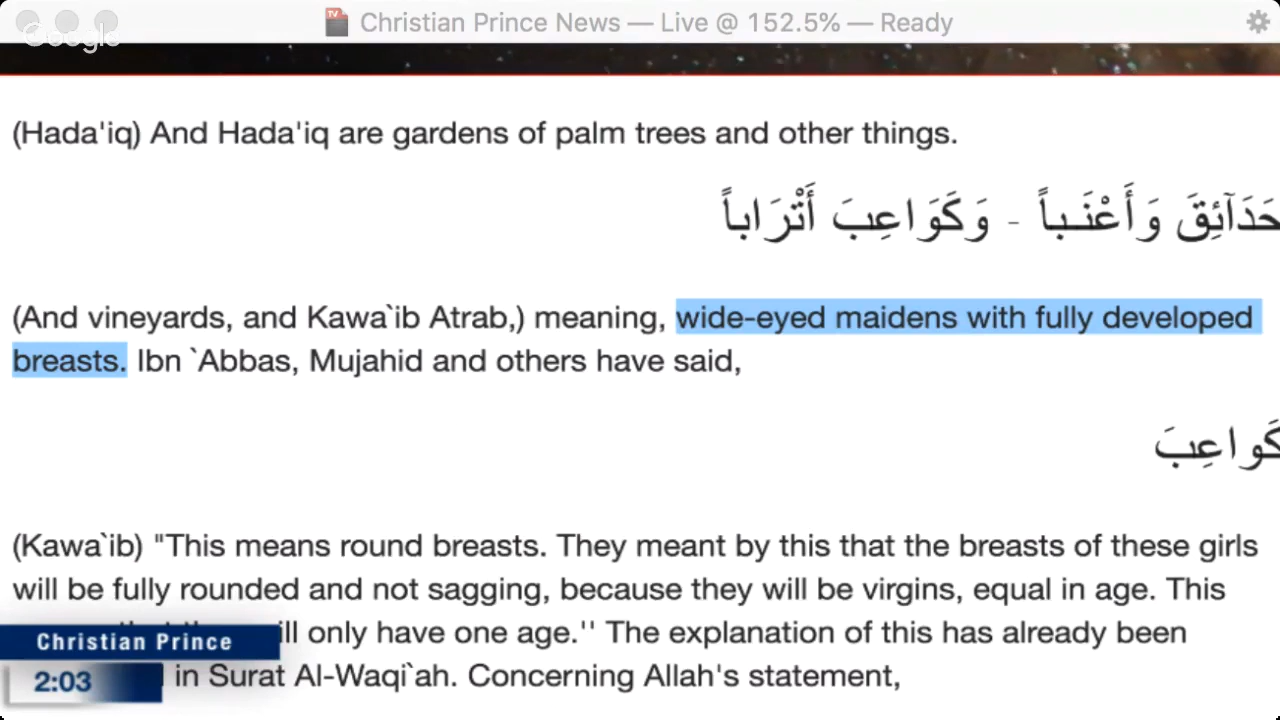 Christian Prince News — Live @ 152.5% — Ready
Google
(Hada'iq) And Hada'iq are gardens of palm trees and other things.
حَدَآئِقَ وَأَعْنَـباً - وَكَوَاعِبَ أَتْرَاباً
(And vineyards, and Kawa`ib Atrab,) meaning, wide-eyed maidens with fully developed
breasts. Ibn `Abbas, Mujahid and others have said,
كَواعِبَ
(Kawa`ib) "This means round breasts. They meant by this that the breasts of these girls
will be fully rounded and not sagging, because they will be virgins, equal in age. This
only have one age.'' The explanation of this has already been
in Surat Al-Waqi`ah. Concerning Allah's statement,
Christian Prince
2:03